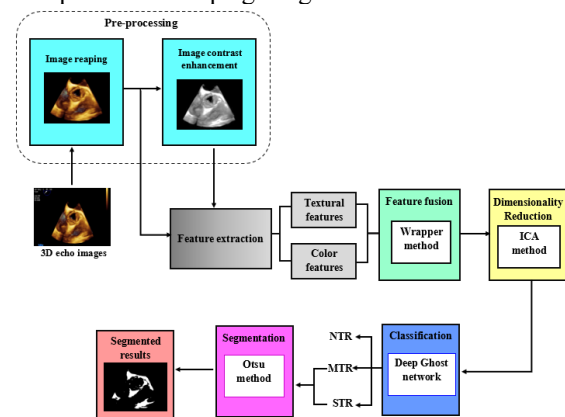 Pre-processing
Image reaping
Image contrast
enhancement
3D echo images
Feature extraction
Textural
features
Color
features
Feature fusion
Wrapper
method
Dimensionality
Reduction
ICA
method
Segmented
results
Segmentation
Otsu
method
NTR
MTR
STR
Classification
Deep Ghost
network